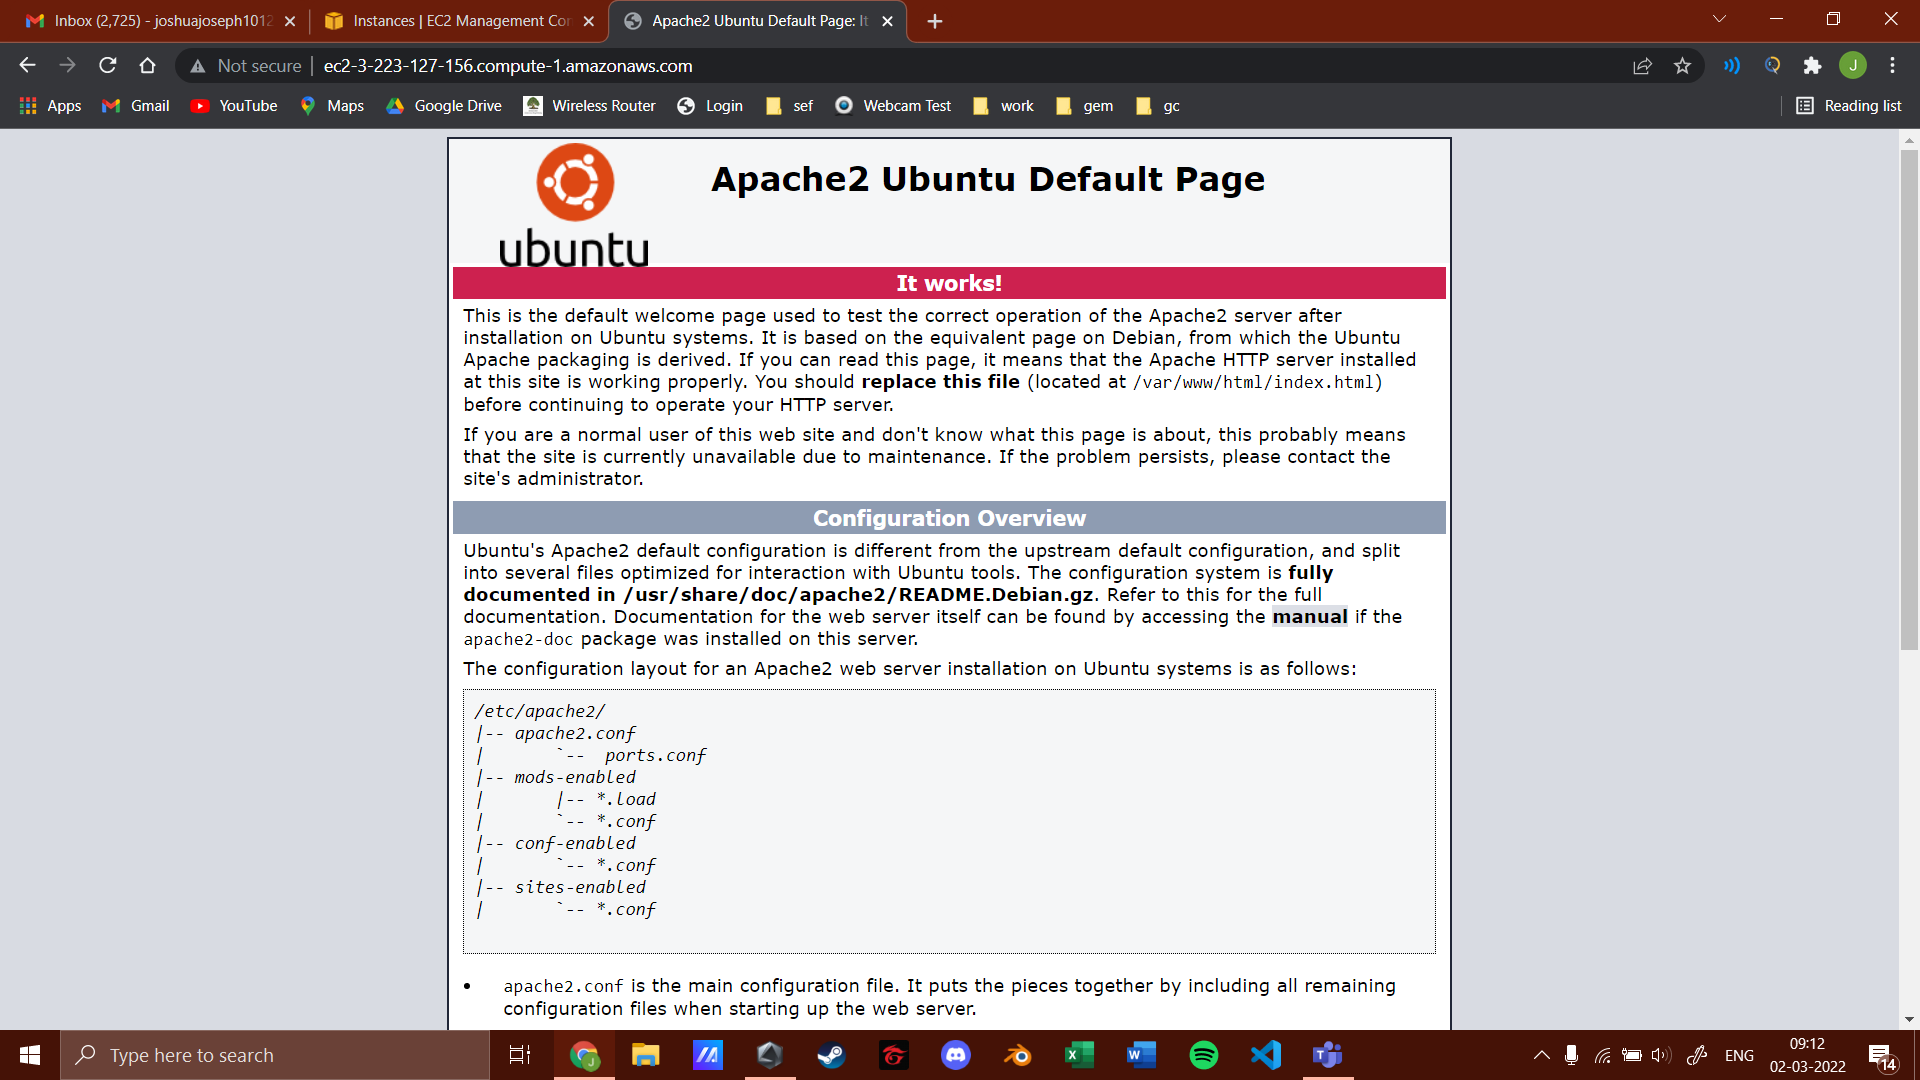 Inbox (2,725) - joshuajoseph1012
Instances | EC2 Management Con
Apache2 Ubuntu Default Page: It
Not secure
ec2-3-223-127-156.compute-1.amazonaws.com
J
Apps
Gmail
YouTube
Maps
Google Drive
Wireless Router
Login
sef
Webcam Test
work
gem
gc
Reading list
Apache2 Ubuntu Default Page
ubuntu
It works!
This is the default welcome page used to test the correct operation of the Apache2 server after
installation on Ubuntu systems. It is based on the equivalent page on Debian, from which the Ubuntu
Apache packaging is derived. If you can read this page, it means that the Apache HTTP server installed
at this site is working properly. You should replace this file (located at /var/www/html/index.html)
before continuing to operate your HTTP server.
If you are a normal user of this web site and don't know what this page is about, this probably means
that the site is currently unavailable due to maintenance. If the problem persists, please contact the
site's administrator.
Configuration Overview
Ubuntu's Apache2 default configuration is different from the upstream default configuration, and split
into several files optimized for interaction with Ubuntu tools. The configuration system is fully
documented in /usr/share/doc/apache2/README.Debian.gz. Refer to this for the full
documentation. Documentation for the web server itself can be found by accessing the manual if the
apache2-doc package was installed on this server.
The configuration layout for an Apache2 web server installation on Ubuntu systems is as follows:
/etc/apache2/
|-- apache2.conf
|       `--  ports.conf
|-- mods-enabled
|       |-- *.load
|       `-- *.conf
|-- conf-enabled
|       `-- *.conf
|-- sites-enabled
|       `-- *.conf
• apache2.conf is the main configuration file. It puts the pieces together by including all remaining
configuration files when starting up the web server.
Type here to search
ENG
09:12
02-03-2022
14